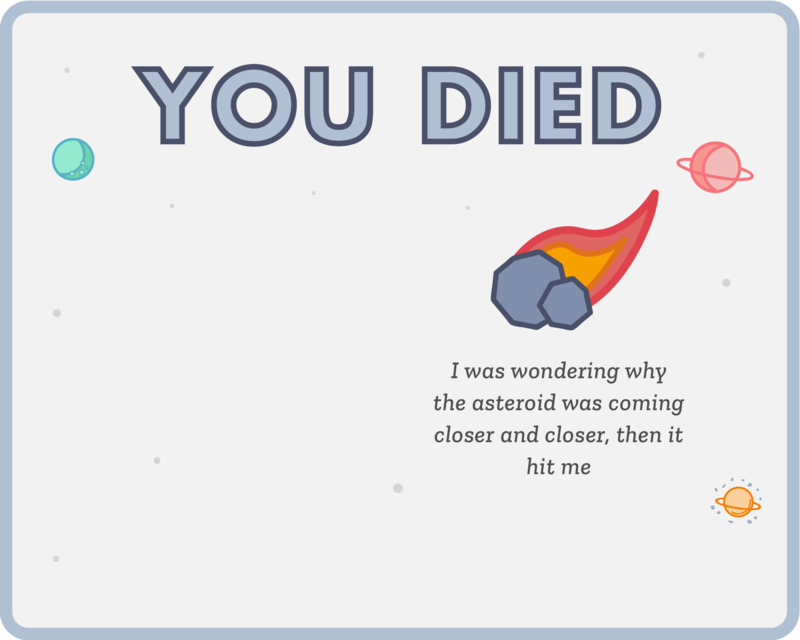 YOU DIED
I was wondering why
the asteroid was coming
closer and closer, then it
hit me